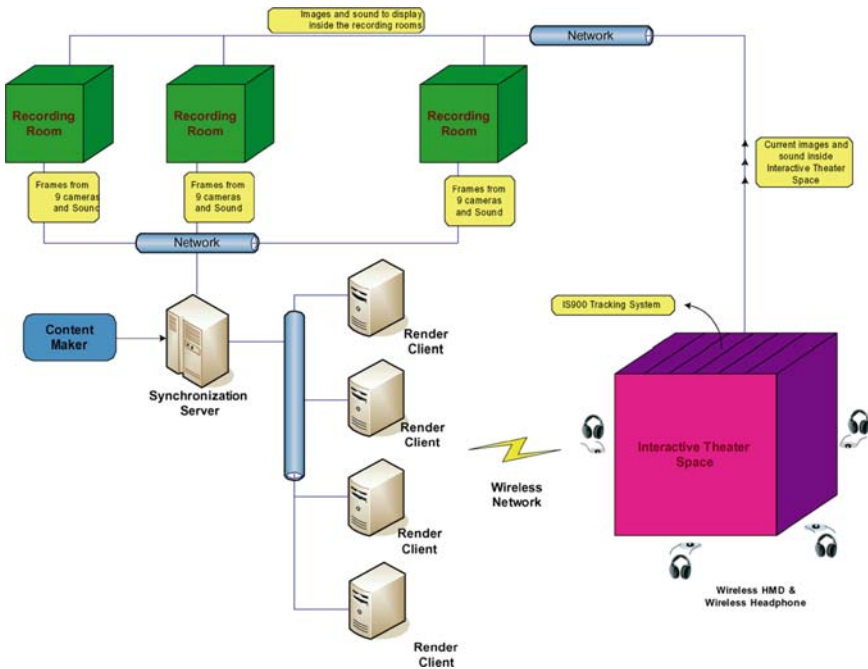 Images and sound to display
inside the recording rooms
Network
Recording
Room
Recording
Room
Recording
Room
Current images and
sound inside
Interactive Theater
Space
Frames from
9 cameras
and Sound
Frames from
9 cameras
and Sound
Frames from
9 cameras
and Sound
Network
IS900 Tracking System
Content
Maker
Synchronization
Server
Render
Client
Render
Client
Render
Client
Render
Client
Wireless
Network
Interactive Theater
Space
Wireless HMD &
Wireless Headphone